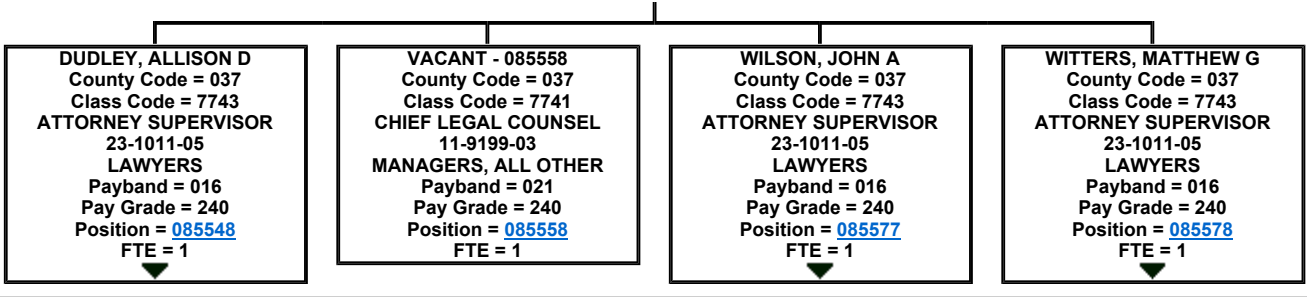 DUDLEY, ALLISON D
County Code = 037
Class Code = 7743
ATTORNEY SUPERVISOR
23-1011-05
LAWYERS
Payband = 016
Pay Grade = 240
Position = 085548
FTE = 1
VACANT - 085558
County Code = 037
Class Code = 7741
CHIEF LEGAL COUNSEL
11-9199-03
MANAGERS, ALL OTHER
Payband = 021
Pay Grade = 240
Position = 085558
FTE = 1
WILSON, JOHN A
County Code = 037
Class Code = 7743
ATTORNEY SUPERVISOR
23-1011-05
LAWYERS
Payband = 016
Pay Grade = 240
Position = 085577
FTE = 1
WITTERS, MATTHEW G
County Code = 037
Class Code = 7743
ATTORNEY SUPERVISOR
23-1011-05
LAWYERS
Payband = 016
Pay Grade = 240
Position = 085578
FTE = 1